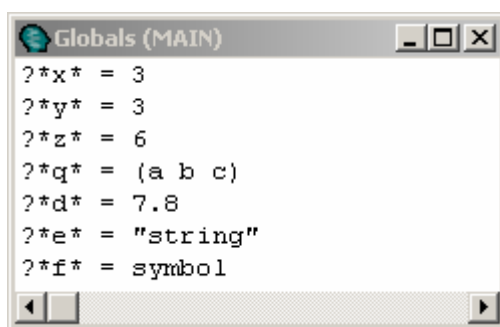 Globals (MAIN)
?*x* = 3
?*y* = 3
?*z* = 6
?*q* = (a b c)
?*d* = 7.8
?*e* = "string"
?*f* = symbol